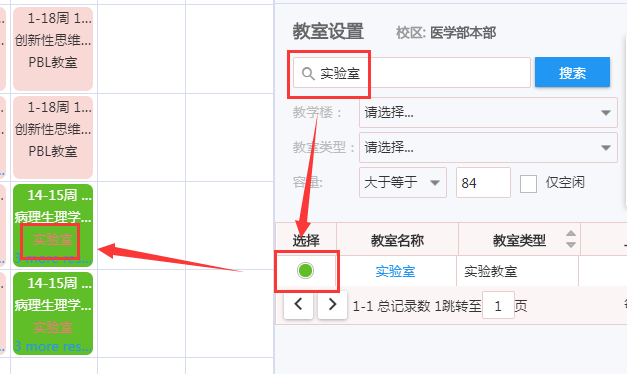 1-18周 1...
创新性思维...
PBL教室
1-18周 1...
创新性思维...
PBL教室
14-15周 ...
病理生理学...
实验室
more res...
14-15周 ...
病理生理学...
实验室
3 more res...
教室设置 校区: 医学部本部
实验室 搜索
教学楼： 请选择...
教室类型： 请选择...
容量: 大于等于 84 仅空闲
选择 教室名称 教室类型
实验室 实验教室
1-1 总记录数 1跳转至 1 页